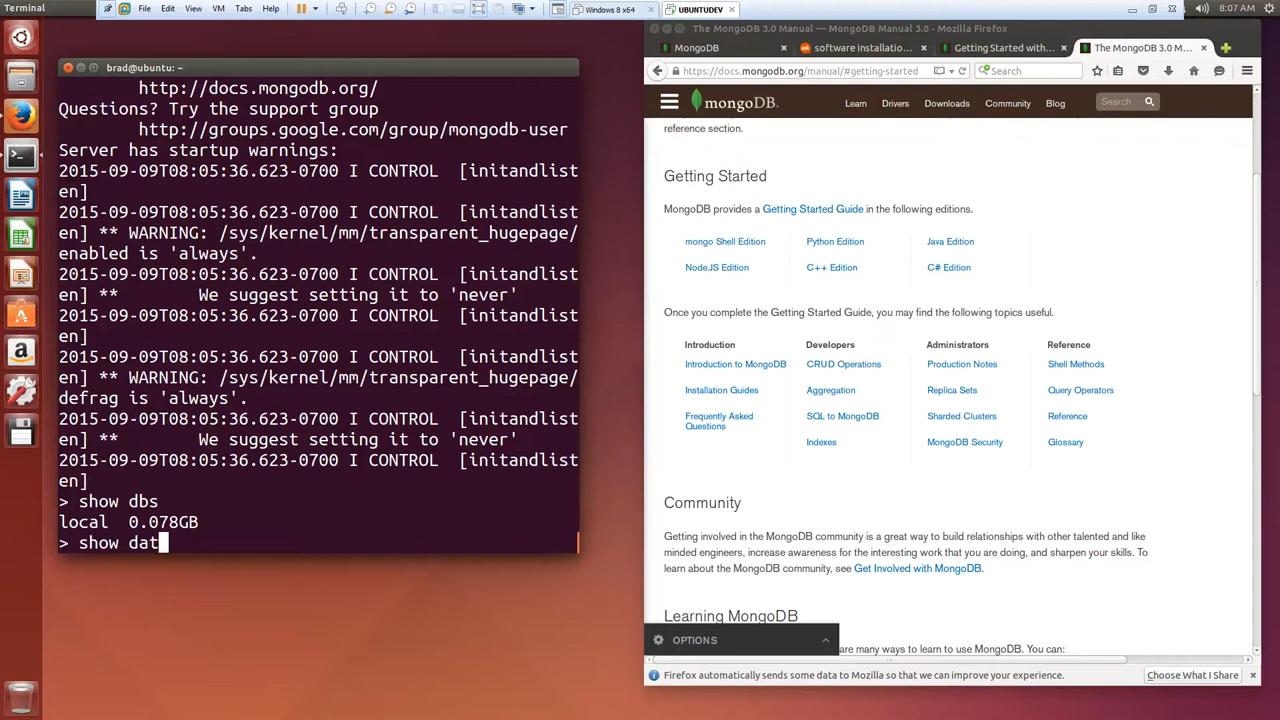 Terminal File Edit View VM Tabs Help Windows 8 x64 UBUNTUDEV 8:07 AM
brad@ubuntu: ~
http://docs.mongodb.org/
Questions? Try the support group
http://groups.google.com/group/mongodb-user
Server has startup warnings:
2015-09-09T08:05:36.623-0700 I CONTROL  [initandlist
en]
2015-09-09T08:05:36.623-0700 I CONTROL  [initandlist
en] ** WARNING: /sys/kernel/mm/transparent_hugepage/
enabled is 'always'.
2015-09-09T08:05:36.623-0700 I CONTROL  [initandlist
en] **        We suggest setting it to 'never'
2015-09-09T08:05:36.623-0700 I CONTROL  [initandlist
en]
2015-09-09T08:05:36.623-0700 I CONTROL  [initandlist
en] ** WARNING: /sys/kernel/mm/transparent_hugepage/
defrag is 'always'.
2015-09-09T08:05:36.623-0700 I CONTROL  [initandlist
en] **        We suggest setting it to 'never'
2015-09-09T08:05:36.623-0700 I CONTROL  [initandlist
en]
> show dbs
local  0.078GB
> show dat
The MongoDB 3.0 Manual — MongoDB Manual 3.0 - Mozilla Firefox
MongoDB software installatio... Getting Started with... The MongoDB 3.0 M...
https://docs.mongodb.org/manual/#getting-started Search
mongoDB. Learn Drivers Downloads Community Blog Search
reference section.
Getting Started
MongoDB provides a Getting Started Guide in the following editions.
mongo Shell Edition Python Edition Java Edition
NodeJS Edition C++ Edition C# Edition
Once you complete the Getting Started Guide, you may find the following topics useful.
Introduction Developers Administrators Reference
Introduction to MongoDB CRUD Operations Production Notes Shell Methods
Installation Guides Aggregation Replica Sets Query Operators
Frequently Asked Questions SQL to MongoDB Sharded Clusters Reference
Indexes MongoDB Security Glossary
Community
Getting involved in the MongoDB community is a great way to build relationships with other talented and like
minded engineers, increase awareness for the interesting work that you are doing, and sharpen your skills. To
learn about the MongoDB community, see Get Involved with MongoDB.
Learning MongoDB
OPTIONS
are many ways to learn to use MongoDB. You can:
Firefox automatically sends some data to Mozilla so that we can improve your experience. Choose What I Share